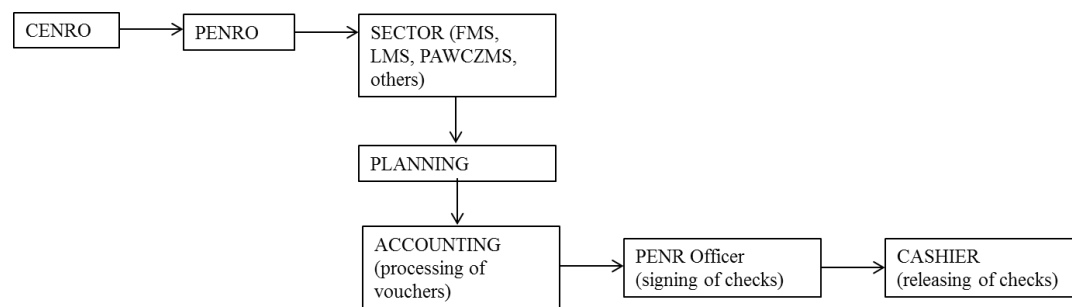 CENRO
PENRO
SECTOR (FMS,
LMS, PAWCZMS,
others)
PLANNING
ACCOUNTING
(processing of
vouchers)
PENR Officer
(signing of checks)
CASHIER
(releasing of checks)